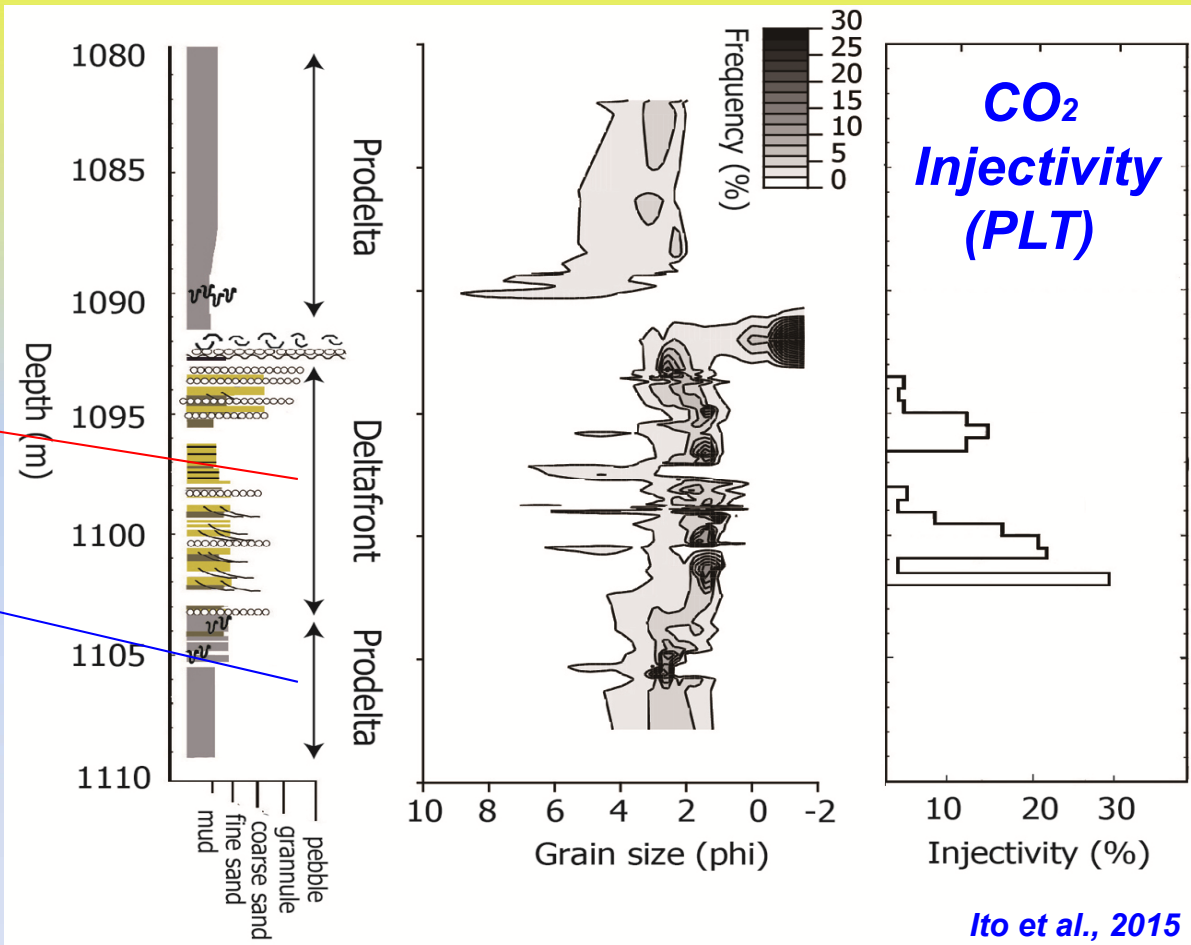 1080
1085
1090
1095
1100
1105
1110
Depth (m)
Prodelta
Deltafront
Prodelta
mud
fine sand
coarse sand
grannule
pebble
Frequency (%)
30
25
20
15
10
5
0
10 8 6 4 2 0 -2
Grain size (phi)
CO2
Injectivity
(PLT)
10 20 30
Injectivity (%)
Ito et al., 2015